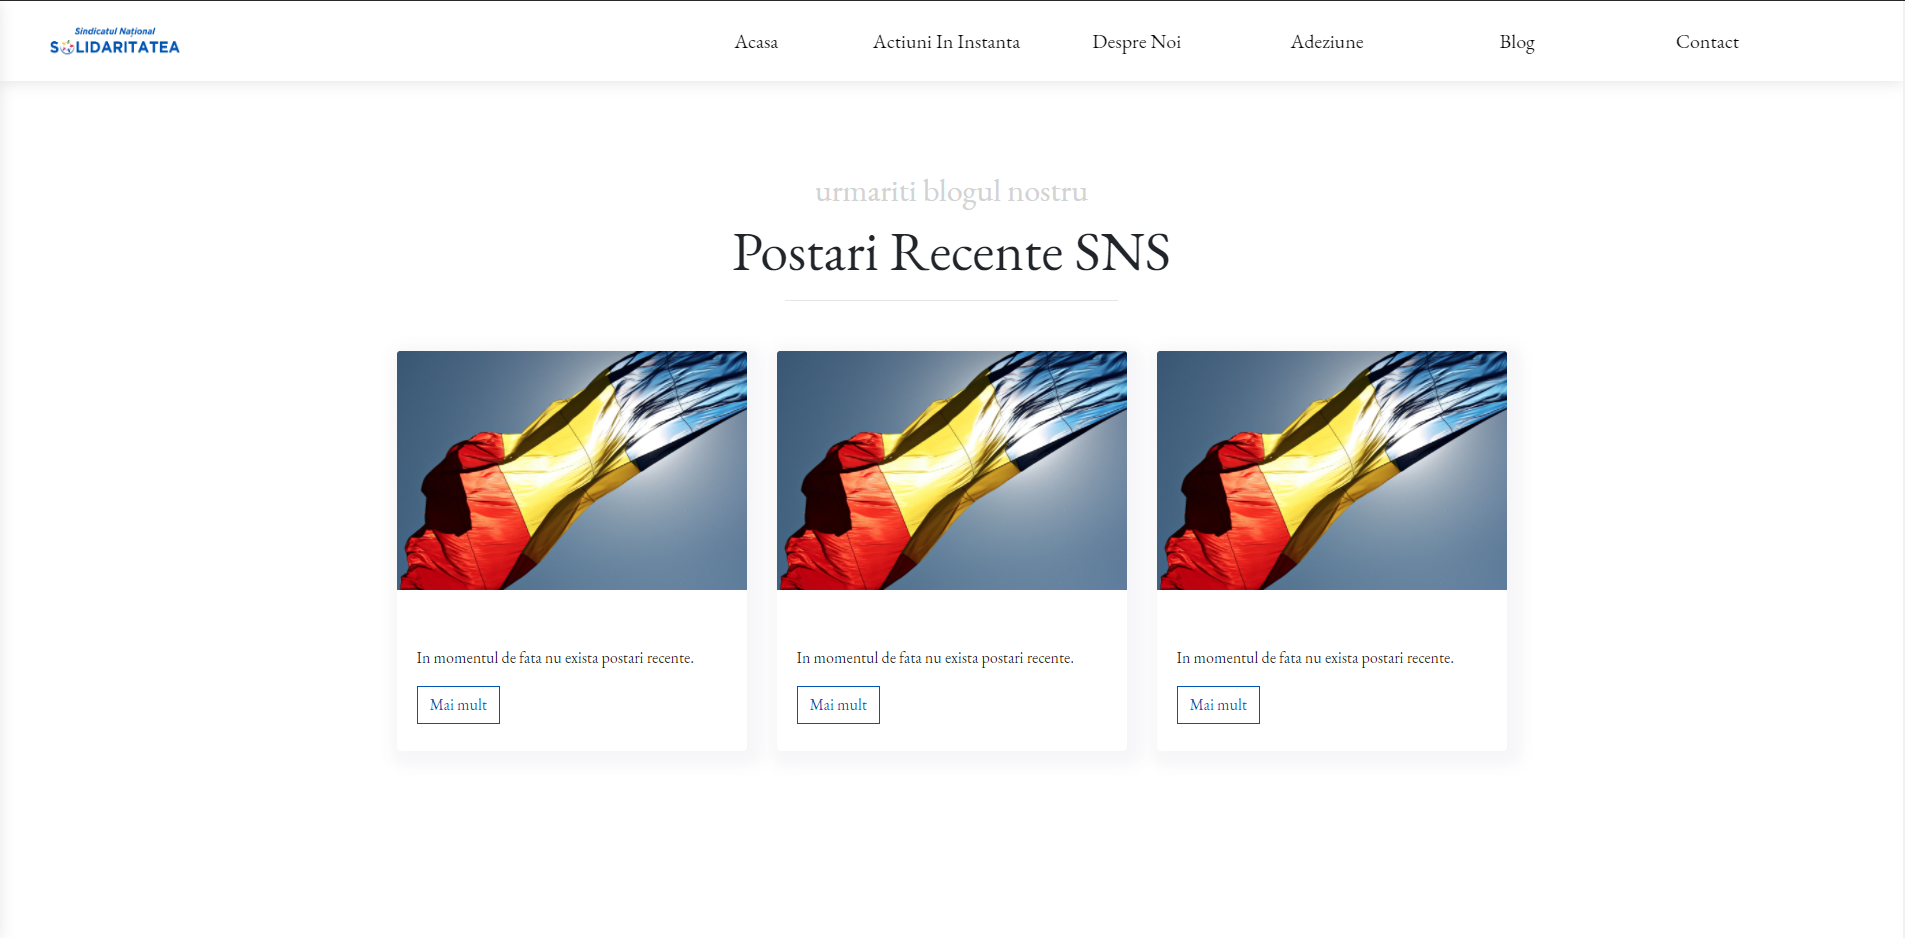 Sindicatul Național
SOLIDARITATEA
Acasa
Actiuni In Instanta
Despre Noi
Adeziune
Blog
Contact
urmariti blogul nostru
Postari Recente SNS
In momentul de fata nu exista postari recente.
Mai mult
In momentul de fata nu exista postari recente.
Mai mult
In momentul de fata nu exista postari recente.
Mai mult